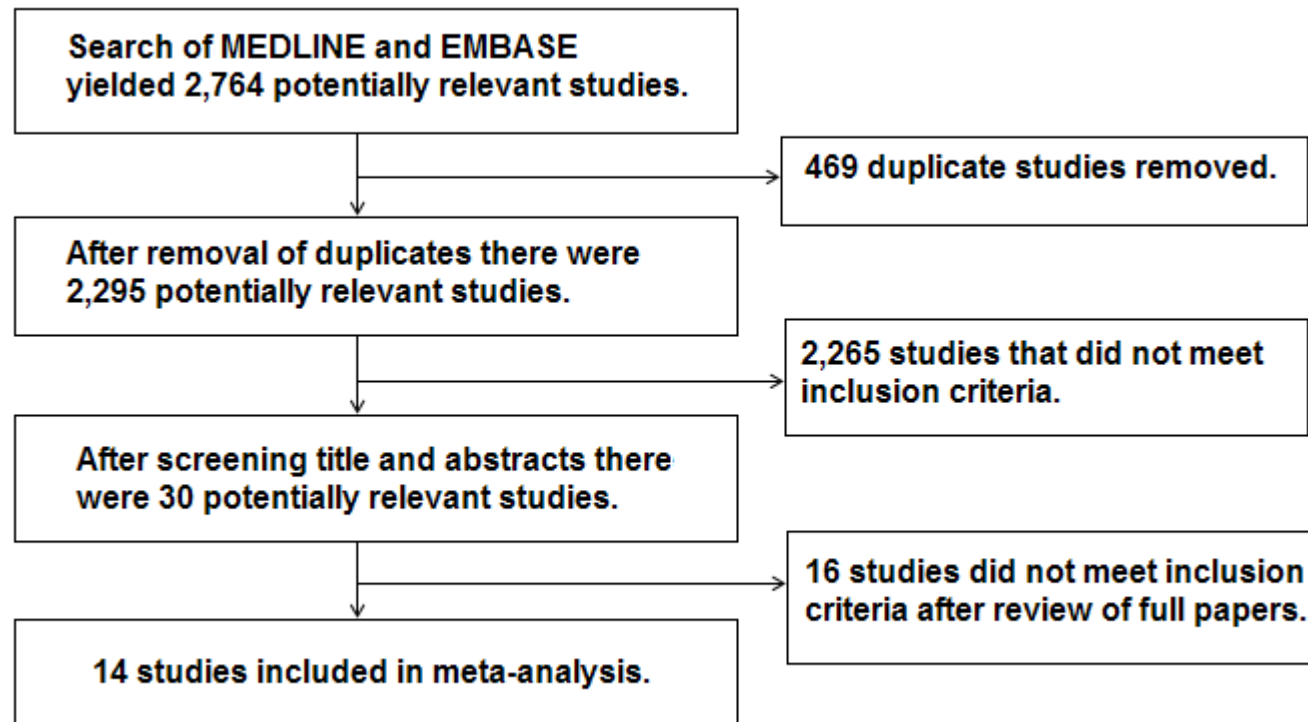 Search of MEDLINE and EMBASE
yielded 2,764 potentially relevant studies.
469 duplicate studies removed.
After removal of duplicates there were
2,295 potentially relevant studies.
2,265 studies that did not meet
inclusion criteria.
After screening title and abstracts there
were 30 potentially relevant studies.
16 studies did not meet inclusion
criteria after review of full papers.
14 studies included in meta-analysis.